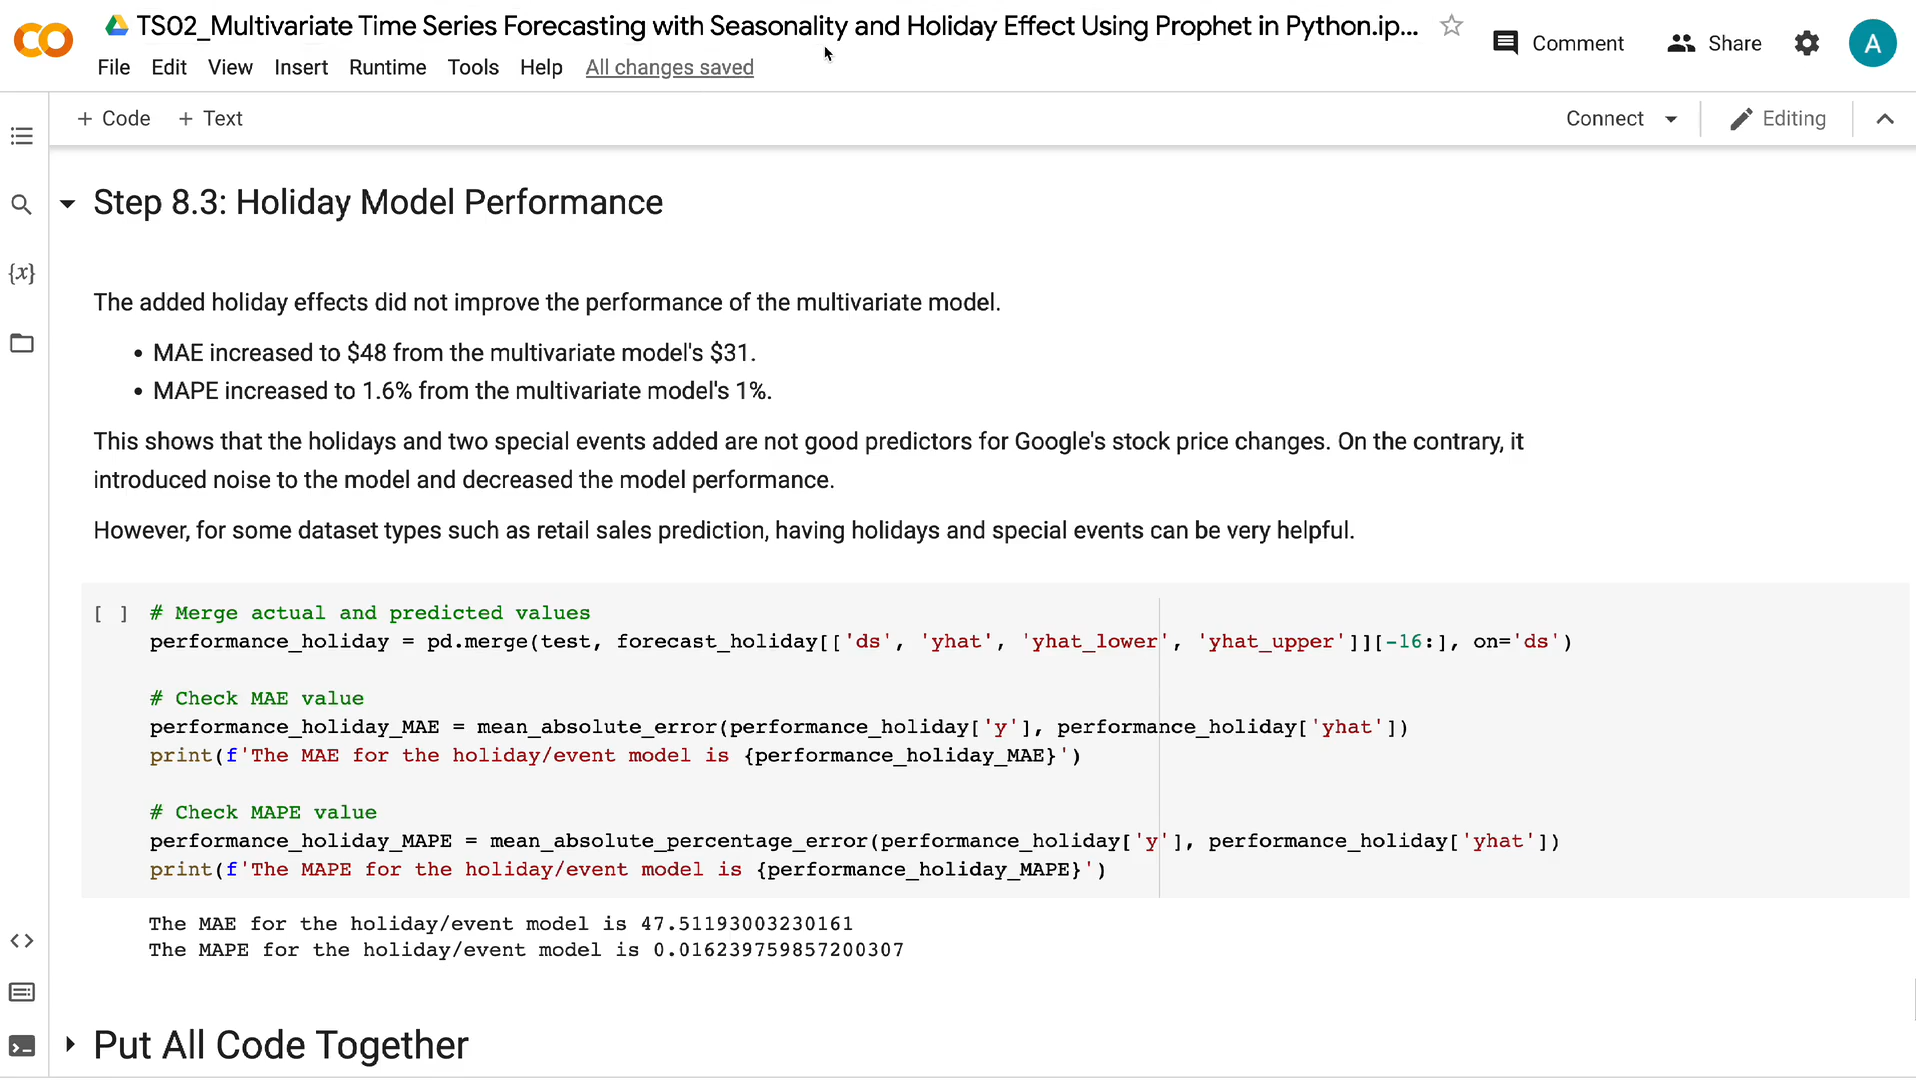 TS02_Multivariate Time Series Forecasting with Seasonality and Holiday Effect Using Prophet in Python.ip...
Comment
Share
A
File Edit View Insert Runtime Tools Help All changes saved
+ Code + Text
Connect
Editing
Step 8.3: Holiday Model Performance
{x}
The added holiday effects did not improve the performance of the multivariate model.
• MAE increased to $48 from the multivariate model's $31.
• MAPE increased to 1.6% from the multivariate model's 1%.
This shows that the holidays and two special events added are not good predictors for Google's stock price changes. On the contrary, it
introduced noise to the model and decreased the model performance.
However, for some dataset types such as retail sales prediction, having holidays and special events can be very helpful.
[ ] # Merge actual and predicted values
performance_holiday = pd.merge(test, forecast_holiday[['ds', 'yhat', 'yhat_lower', 'yhat_upper']][-16:], on='ds')
# Check MAE value
performance_holiday_MAE = mean_absolute_error(performance_holiday['y'], performance_holiday['yhat'])
print(f'The MAE for the holiday/event model is {performance_holiday_MAE}')
# Check MAPE value
performance_holiday_MAPE = mean_absolute_percentage_error(performance_holiday['y'], performance_holiday['yhat'])
print(f'The MAPE for the holiday/event model is {performance_holiday_MAPE}')
The MAE for the holiday/event model is 47.51193003230161
The MAPE for the holiday/event model is 0.016239759857200307
Put All Code Together